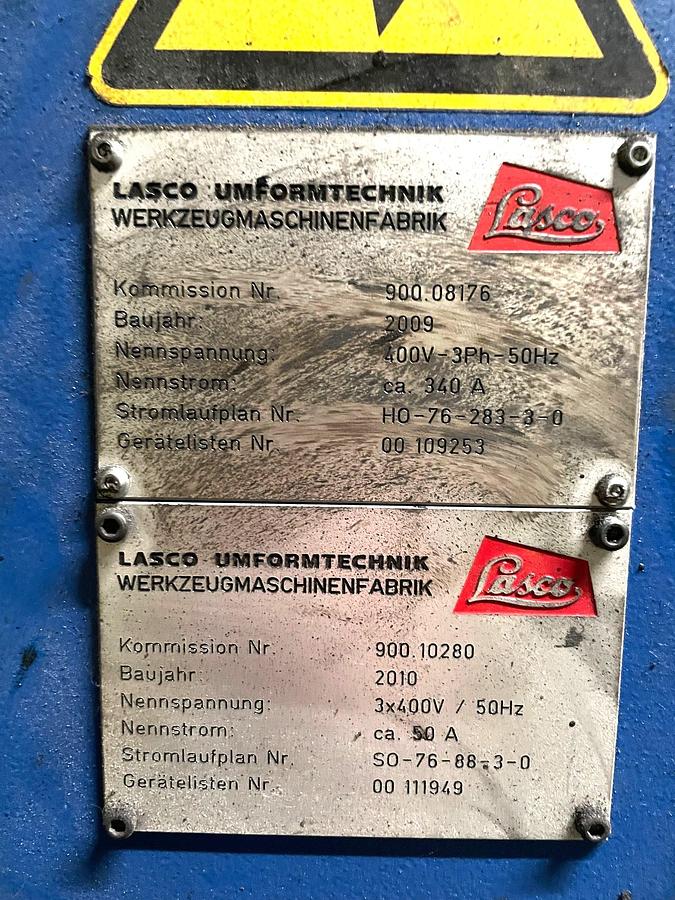 LASCO UMFORMTECHNIK
WERKZEUGMASCHINENFABRIK
Lasco
Kommission Nr. 900.08176
Baujahr: 2009
Nennspannung: 400V-3Ph-50Hz
Nennstrom: ca. 340 A
Stromlaufplan Nr. HO-76-283-3-0
Gerätelisten Nr. 00 109253
LASCO UMFORMTECHNIK
WERKZEUGMASCHINENFABRIK
Lasco
Kommission Nr. 900.10280
Baujahr: 2010
Nennspannung: 3x400V / 50Hz
Nennstrom: ca. 50 A
Stromlaufplan Nr. SO-76-88-3-0
Gerätelisten Nr. 00 111949